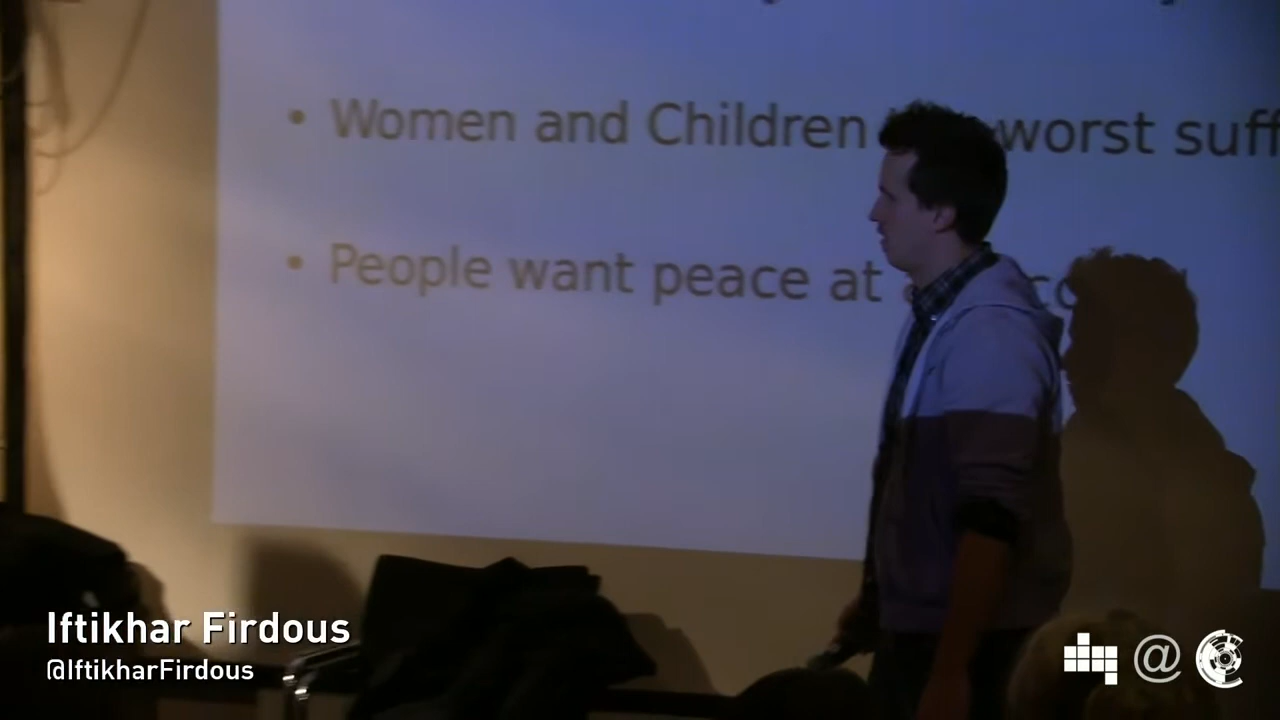 • Women and Children worst suff
• People want peace at
Iftikhar Firdous
@IftikharFirdous
@